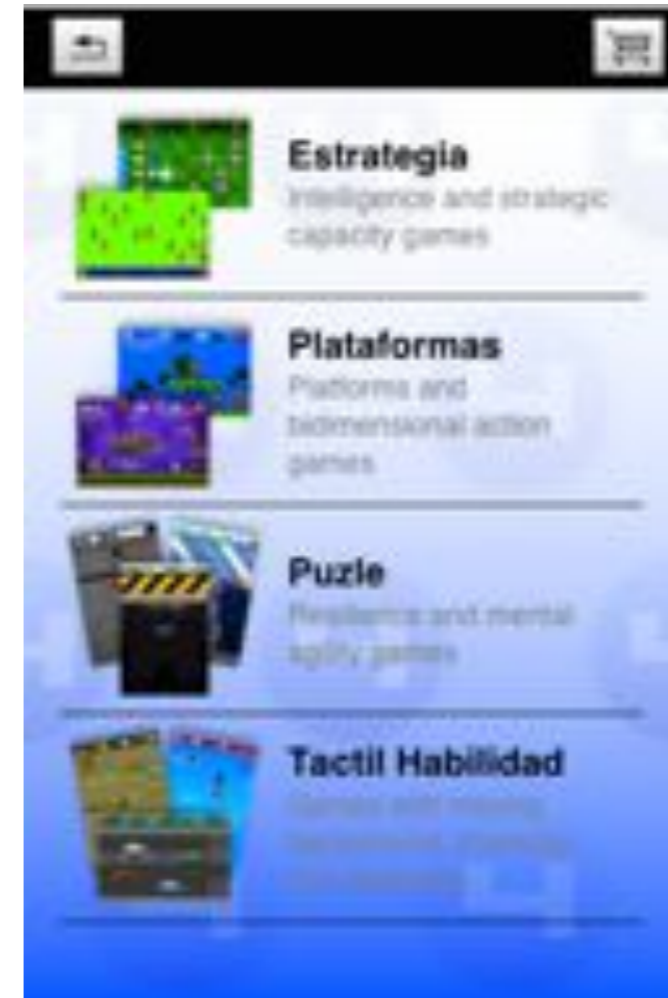 Estrategia
Intelligence and strategic
capacity games
Plataformas
Platforms and
bidimensional action
games
Puzle
Resilience and mental
agility games
Tactil Habilidad